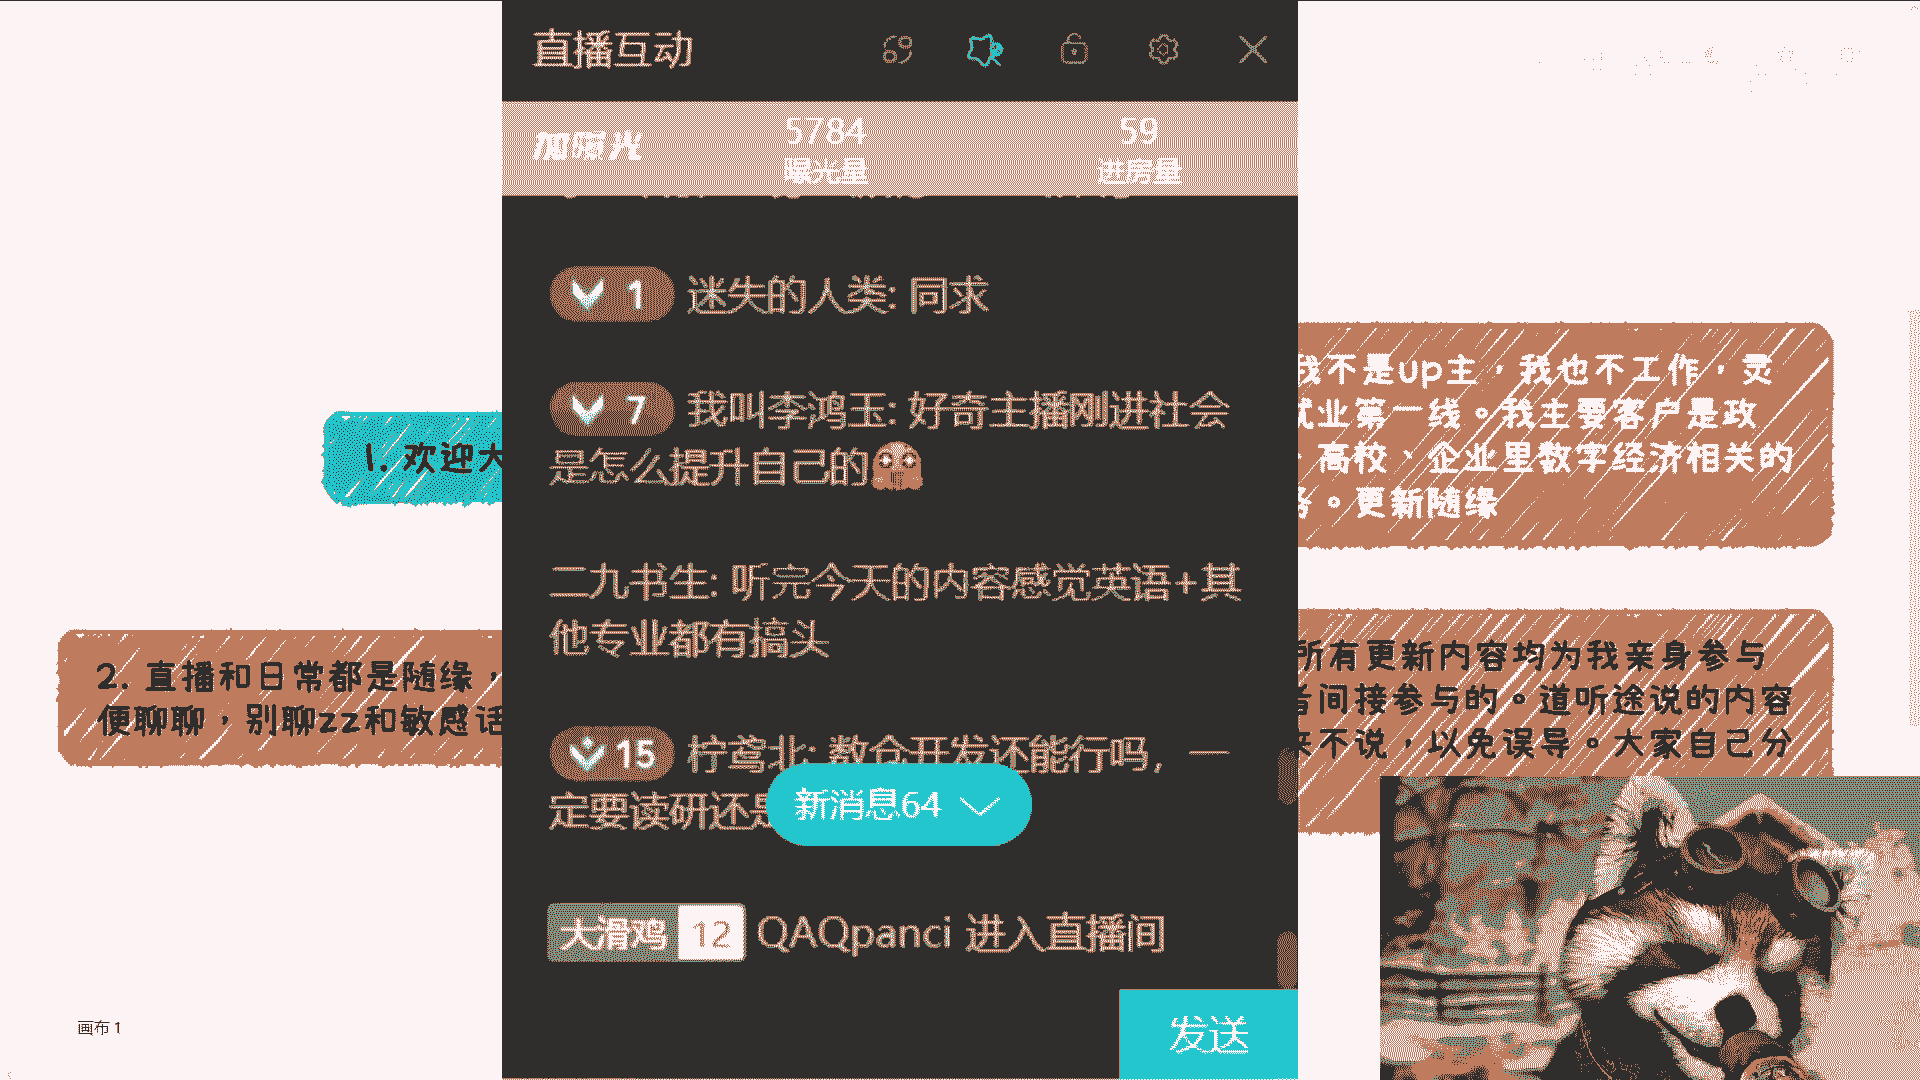 直播互动
加曝光
5784
曝光量
59
进房量
1 迷失的人类: 同求
7 我叫李鸿玉: 好奇主播刚进社会
是怎么提升自己的
二九书生: 听完今天的内容感觉英语+其
他专业都有搞头
15 柠鸢北: 数仓开发还能行吗，一
定要读研还是
新消息64
大滑鸡 12 QAQpanci 进入直播间
发送
1. 欢迎大
2. 直播和日常都是随缘，
便聊聊，别聊zz和敏感话
我不是up主，我也不工作，灵
就业第一线。我主要客户是政
、高校、企业里数字经济相关的
务。更新随缘
所有更新内容均为我亲身参与
者间接参与的。道听途说的内容
来不说，以免误导。大家自己分
画布 1